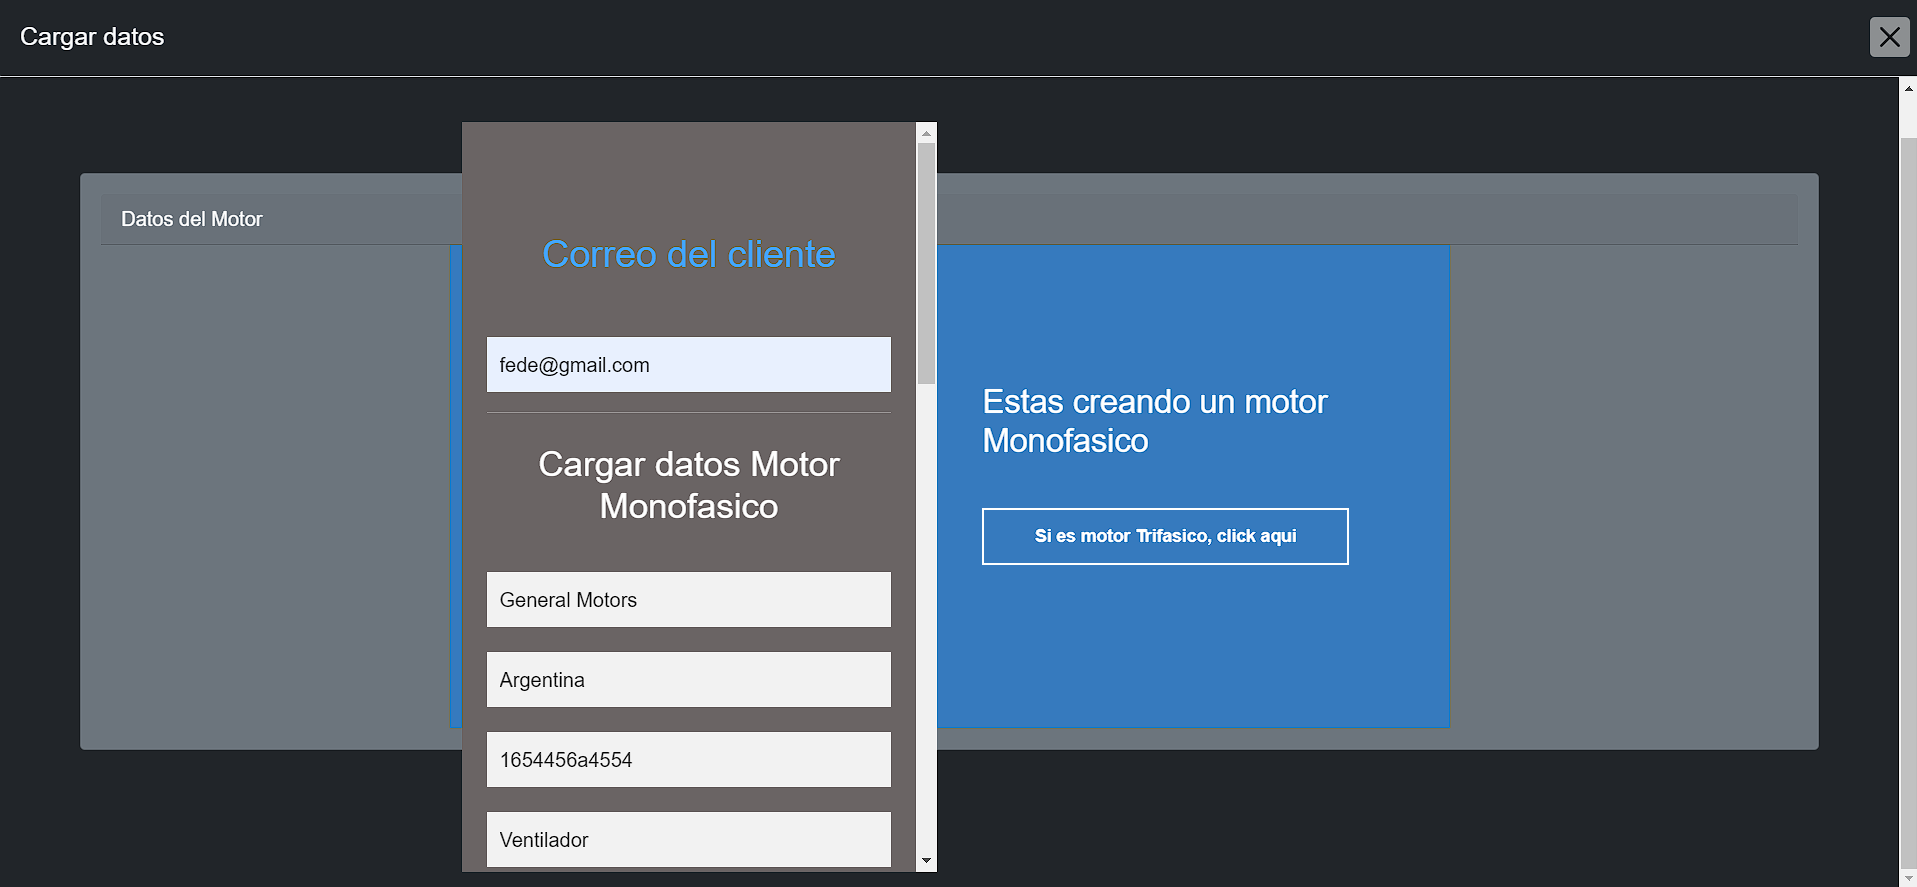 Cargar datos
Datos del Motor
Correo del cliente
fede@gmail.com
Cargar datos Motor
Monofasico
General Motors
Argentina
1654456a4554
Ventilador
Estas creando un motor
Monofasico
Si es motor Trifasico, click aqui